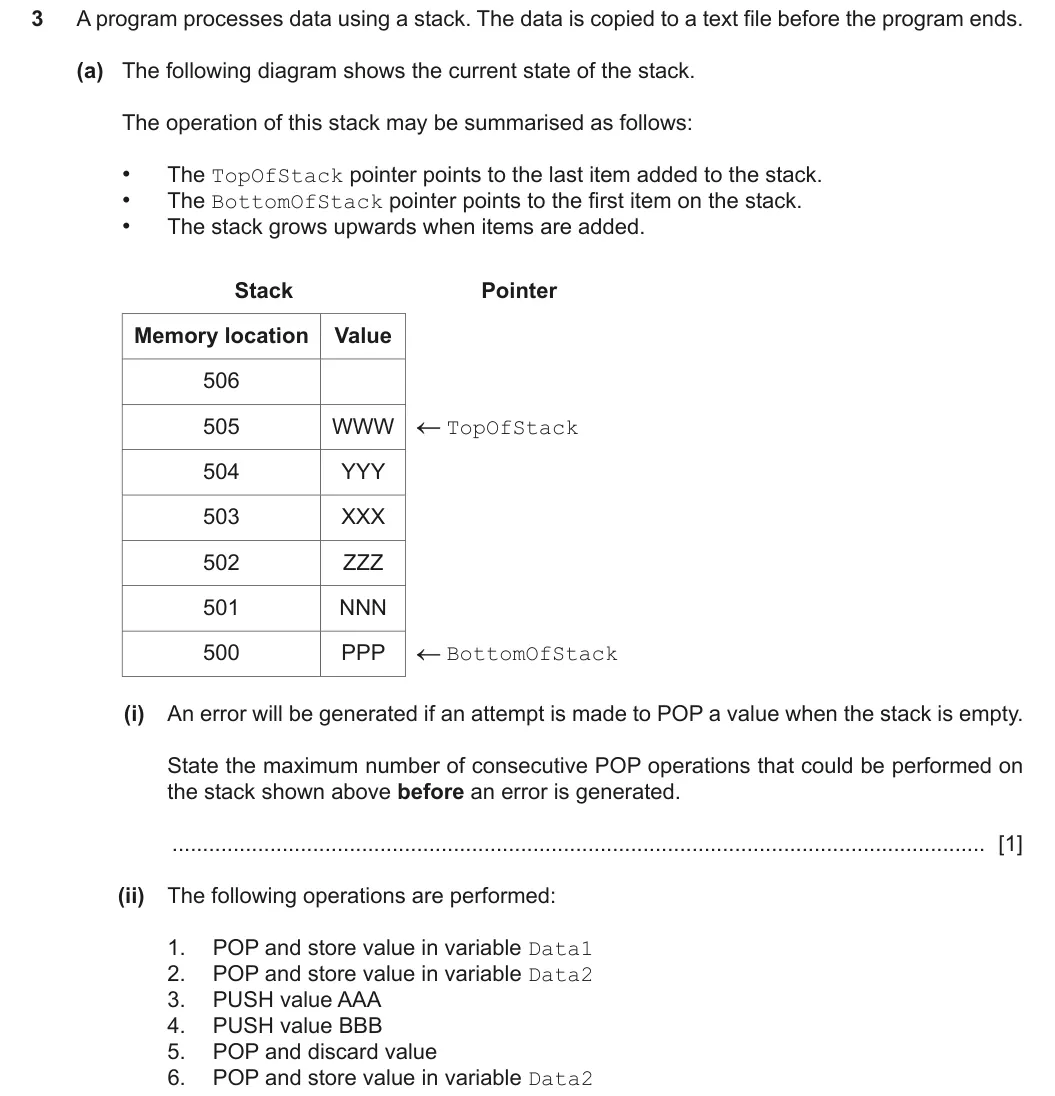 3 A program processes data using a stack. The data is copied to a text file before the program ends.
(a) The following diagram shows the current state of the stack.
The operation of this stack may be summarised as follows:
• The TopOfStack pointer points to the last item added to the stack.
• The BottomOfStack pointer points to the first item on the stack.
• The stack grows upwards when items are added.
Stack Pointer
Memory location Value
506
505 WWW ← TopOfStack
504 YYY
503 XXX
502 ZZZ
501 NNN
500 PPP ← BottomOfStack
(i) An error will be generated if an attempt is made to POP a value when the stack is empty.
State the maximum number of consecutive POP operations that could be performed on
the stack shown above before an error is generated.
.......................................................................................................................................... [1]
(ii) The following operations are performed:
1. POP and store value in variable Data1
2. POP and store value in variable Data2
3. PUSH value AAA
4. PUSH value BBB
5. POP and discard value
6. POP and store value in variable Data2